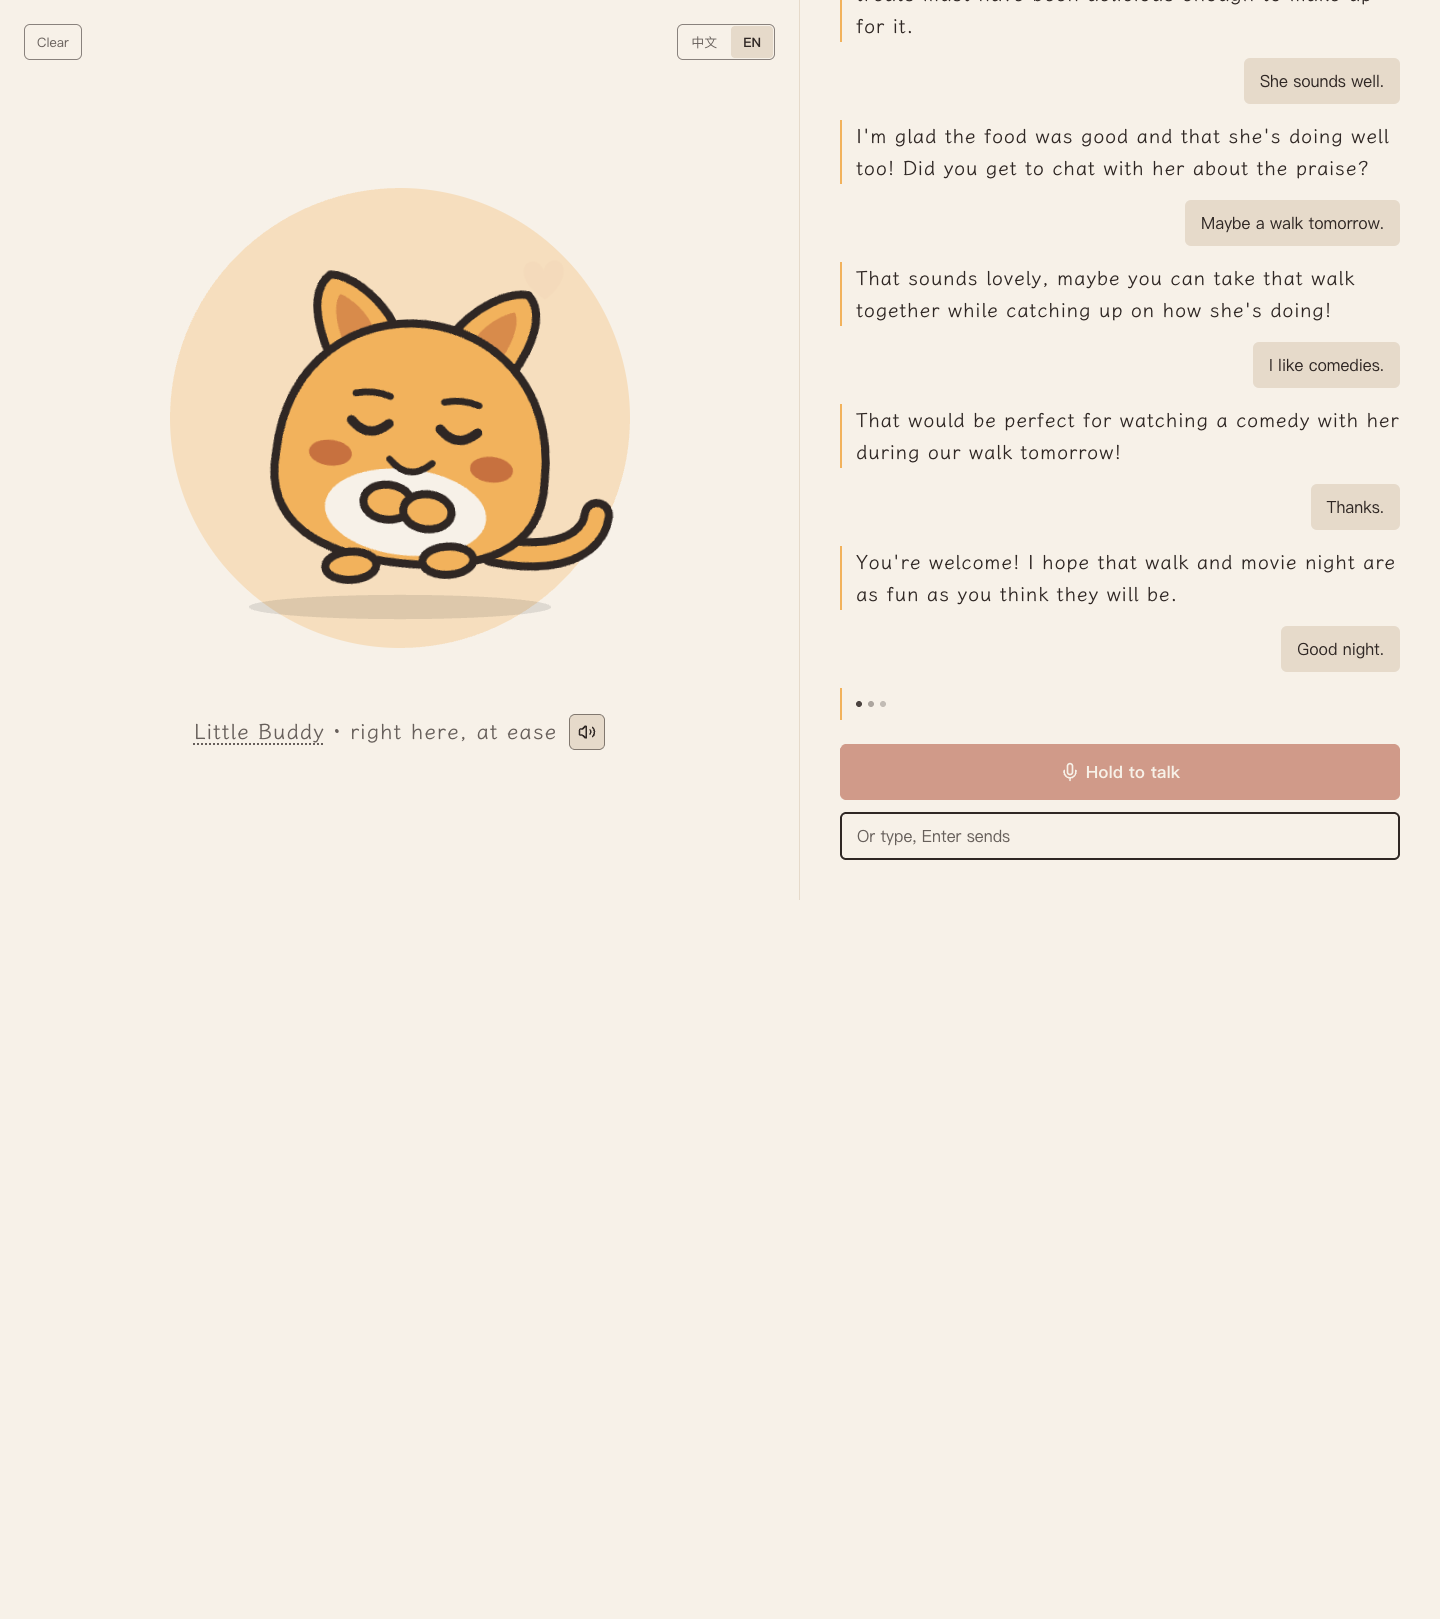 Clear
中文
EN
Little Buddy • right here, at ease
for it.
She sounds well.
I'm glad the food was good and that she's doing well
too! Did you get to chat with her about the praise?
Maybe a walk tomorrow.
That sounds lovely, maybe you can take that walk
together while catching up on how she's doing!
I like comedies.
That would be perfect for watching a comedy with her
during our walk tomorrow!
Thanks.
You're welcome! I hope that walk and movie night are
as fun as you think they will be.
Good night.
Hold to talk
Or type, Enter sends